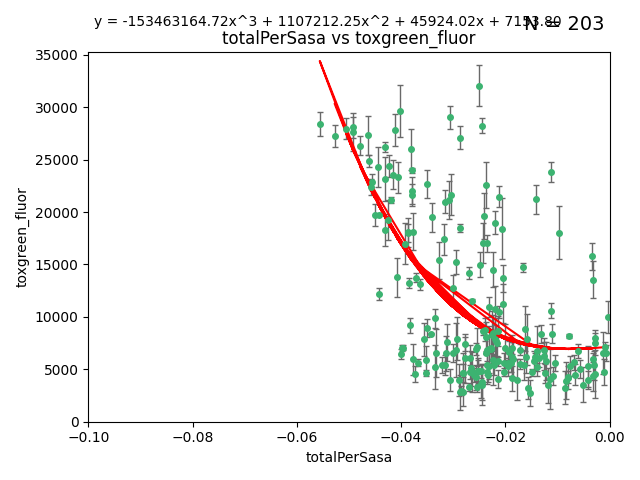 y = -153463164.72x^3 + 1107212.25x^2 + 45924.02x + 7153.80
N = 203
totalPerSasa vs toxgreen_fluor
35000
30000
25000
20000
15000
10000
5000
0
toxgreen_fluor
−0.10 −0.08 −0.06 −0.04 −0.02 0.00
totalPerSasa